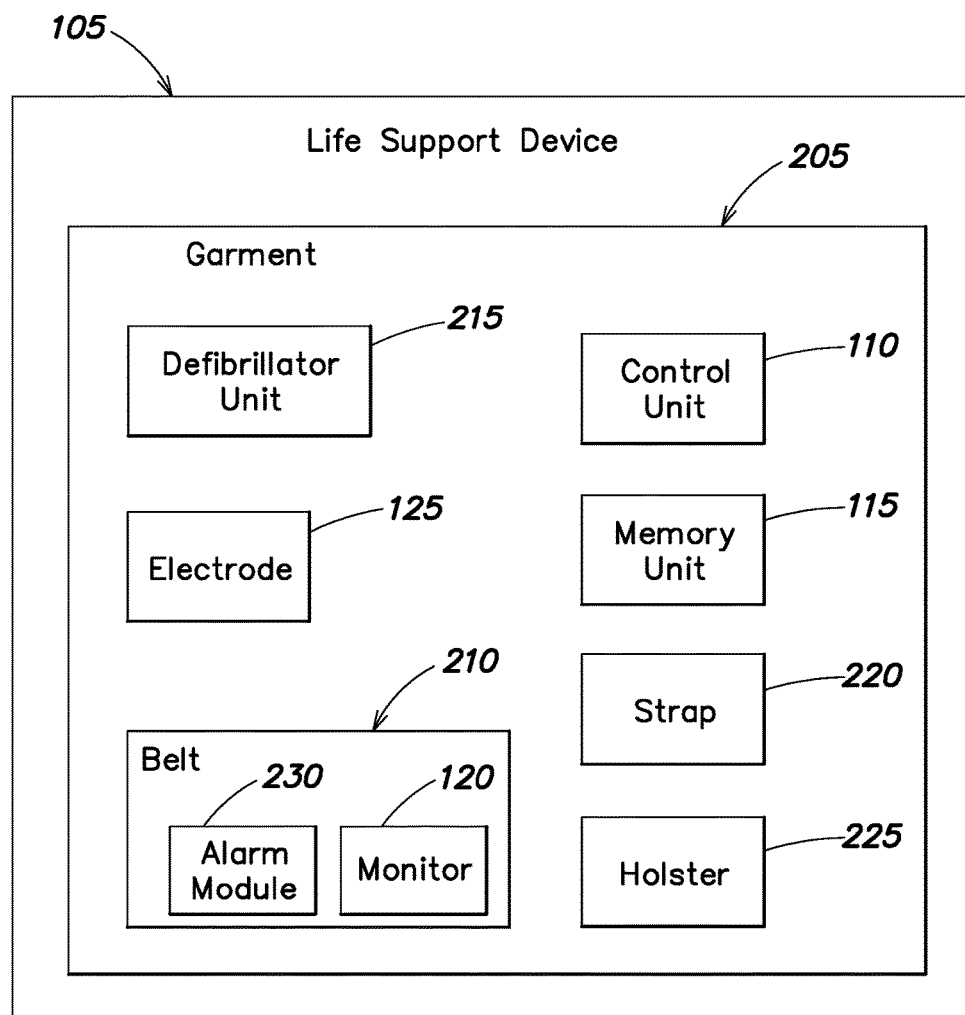 105
Life Support Device
205
Garment
215
Defibrillator
Unit
110
Control
Unit
125
Electrode
115
Memory
Unit
210
Belt
230
Alarm
Module
120
Monitor
220
Strap
225
Holster